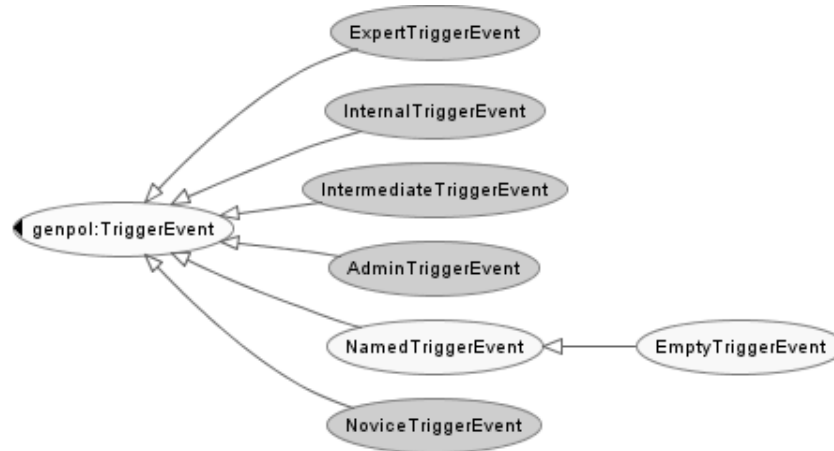 ExpertTriggerEvent
InternalTriggerEvent
IntermediateTriggerEvent
genpol:TriggerEvent
AdminTriggerEvent
NamedTriggerEvent
EmptyTriggerEvent
NoviceTriggerEvent